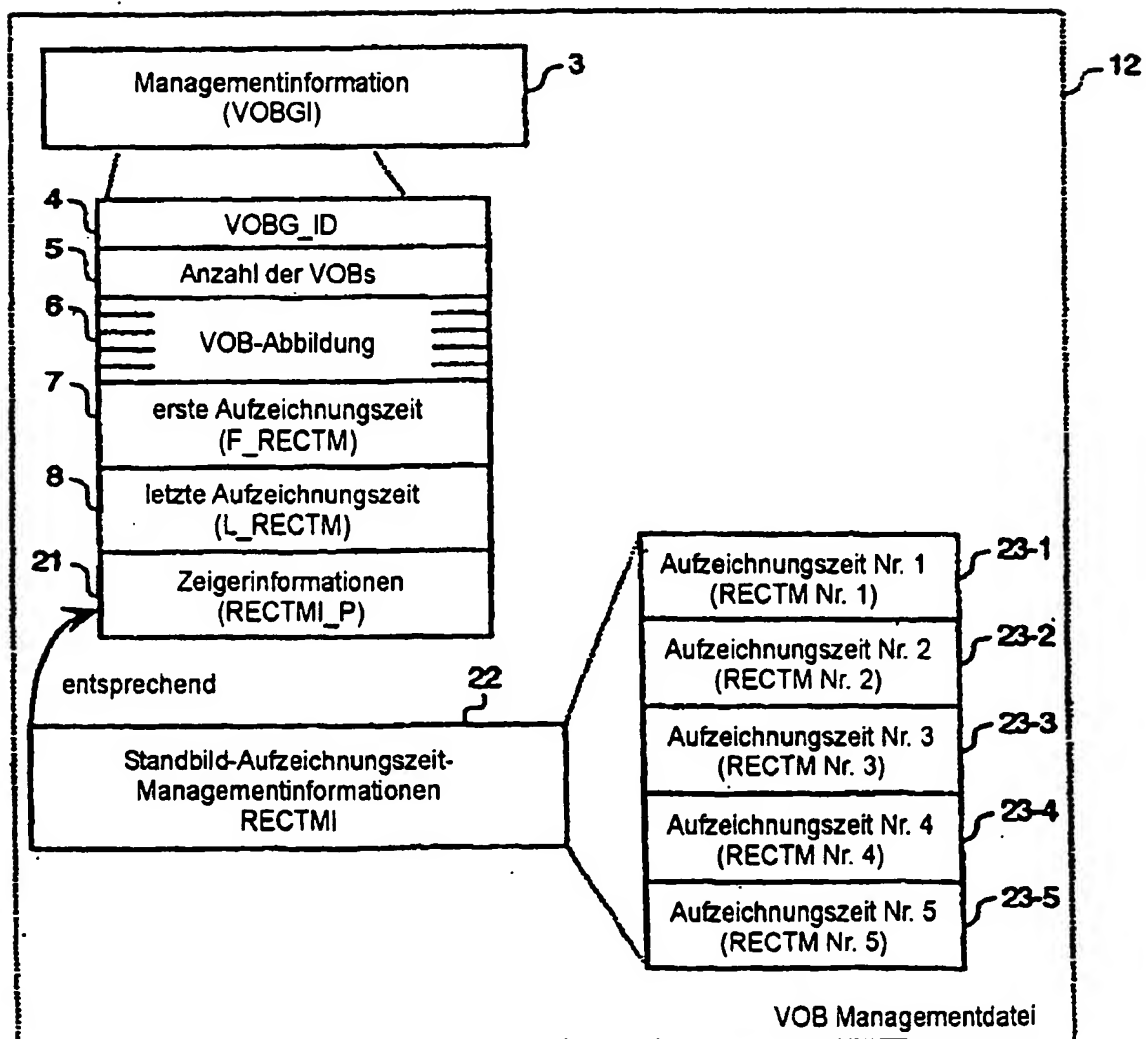 Managementinformation
(VOBGI)
3
12
4
VOBG_ID
5
Anzahl der VOBs
6
VOB-Abbildung
7
erste Aufzeichnungszeit
(F_RECTM)
8
letzte Aufzeichnungszeit
(L_RECTM)
21
Zeigerinformationen
(RECTMI_P)
entsprechend
22
Standbild-Aufzeichnungszeit-
Managementinformationen
RECTMI
Aufzeichnungszeit Nr. 1
(RECTM Nr. 1)
23-1
Aufzeichnungszeit Nr. 2
(RECTM Nr. 2)
23-2
Aufzeichnungszeit Nr. 3
(RECTM Nr. 3)
23-3
Aufzeichnungszeit Nr. 4
(RECTM Nr. 4)
23-4
Aufzeichnungszeit Nr. 5
(RECTM Nr. 5)
23-5
VOB Managementdatei